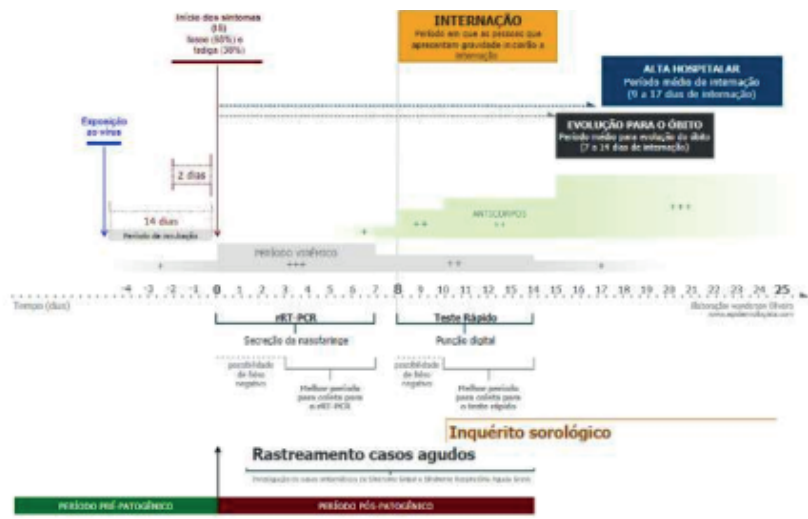 Início dos sintomas
tosse (68%) e
fadiga (38%)
INTERNAÇÃO
Período em que as pessoas que
apresentam gravidade iniciarão a
internação
ALTA HOSPITALAR
Período médio de internação
(9 a 17 dias de internação)
Exposição
ao vírus
EVOLUÇÃO PARA O ÓBITO
Período médio para evolução do óbito
(7 a 14 dias de internação)
2 dias
14 dias
Período de incubação
ANTICORPOS
+ ++ ++ +++
PERÍODO VIRÊMICO
+ +++ ++ +
-4 -2 -1 0 1 2 3 4 5 6 7 8 9 10 11 12 13 14 15 16 17 18 19 20 21 22 23 24 25
Tempo (dias)
Elaboração Wanderson Oliveira
rRT-PCR
Teste Rápido
Secreção da nasofaringe
Punção digital
possibilidade
de falso
negativo
Melhor período
para coleta para
a rRT-PCR
possibilidade
de falso
negativo
Melhor período
para coleta para
o teste rápido
Inquérito sorológico
Rastreamento casos agudos
PERÍODO PRÉ-PATOGÊNICO
PERÍODO PÓS-PATOGÊNICO